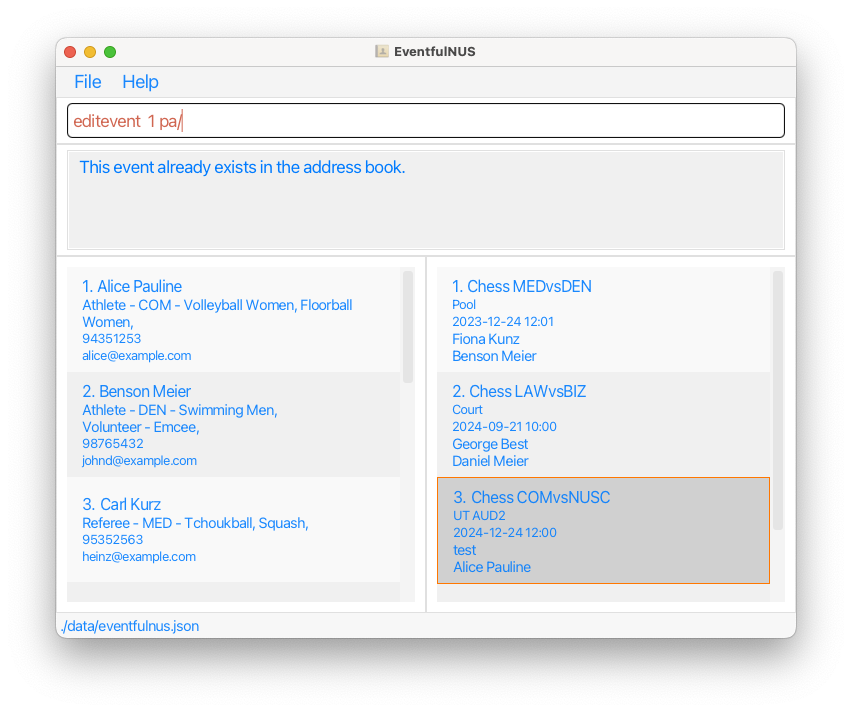 EventfulNUS
File Help
editevent 1 pa/
This event already exists in the address book.
1. Alice Pauline
Athlete - COM - Volleyball Women, Floorball
Women,
94351253
alice@example.com
2. Benson Meier
Athlete - DEN - Swimming Men,
Volunteer - Emcee,
98765432
johnd@example.com
3. Carl Kurz
Referee - MED - Tchoukball, Squash,
95352563
heinz@example.com
1. Chess MEDvsDEN
Pool
2023-12-24 12:01
Fiona Kunz
Benson Meier
2. Chess LAWvsBIZ
Court
2024-09-21 10:00
George Best
Daniel Meier
3. Chess COMvsNUSC
UT AUD2
2024-12-24 12:00
test
Alice Pauline
./data/eventfulnus.json